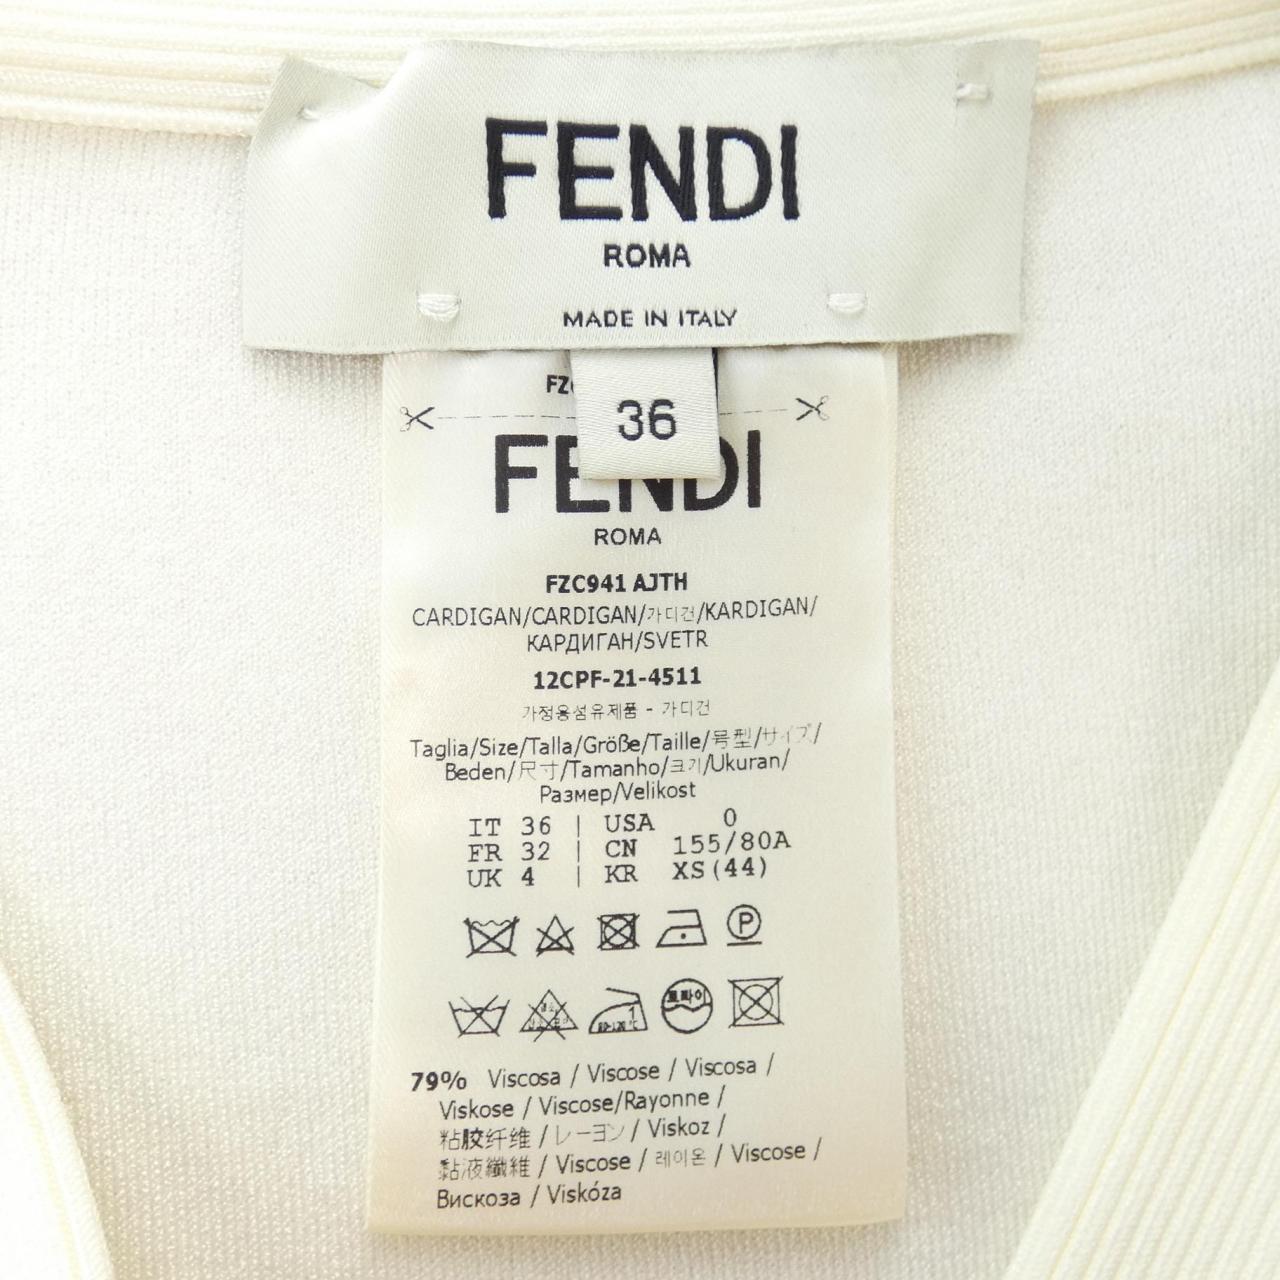 FENDI
ROMA
MADE IN ITALY
36
FENDI
ROMA
FZC941 AJTH
CARDIGAN/CARDIGAN/가디건/KARDIGAN/
КАРДИГАН/SVETR
12CPF-21-4511
가정용섬유제품 - 가디건
Taglia/Size/Talla/Größe/Taille/号型/サイズ/
Beden/尺寸/Tamanho/크기/Ukuran/
Размер/Velikost
IT 36 | USA 0
FR 32 | CN 155/80A
UK 4 | KR XS(44)
P
드라이
79% Viscosa / Viscose / Viscosa /
Viskose / Viscose/Rayonne /
粘胶纤维 / レーヨン / Viskoz /
黏液纖維 / Viscose / 레이온 / Viscose /
Вискоза / Viskóza